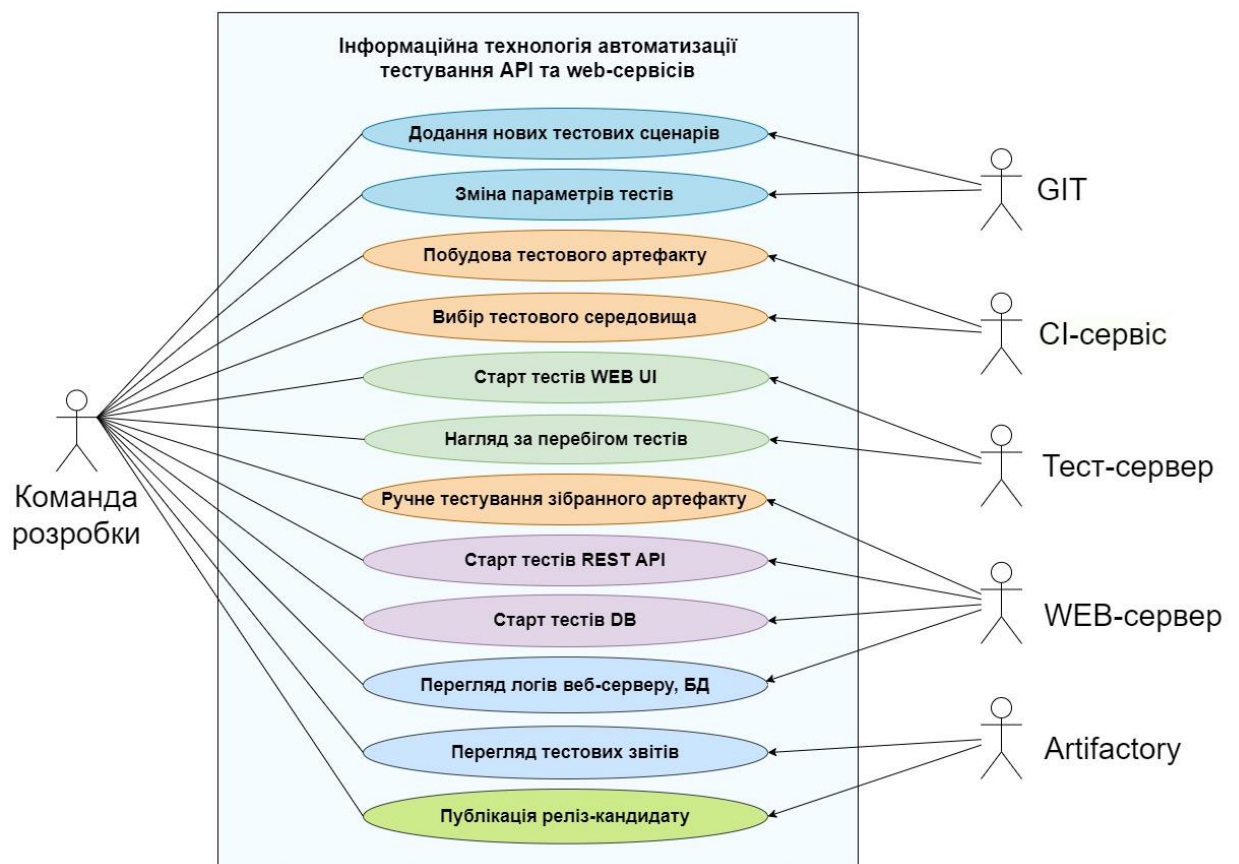 Інформаційна технологія автоматизації
тестування API та web-сервісів
Додання нових тестових сценарів
Зміна параметрів тестів
Побудова тестового артефакту
Вибір тестового середовища
Старт тестів WEB UI
Нагляд за перебігом тестів
Ручне тестування зібранного артефакту
Старт тестів REST API
Старт тестів DB
Перегляд логів веб-серверу, БД
Перегляд тестових звітів
Публікація реліз-кандидату
Команда
розробки
GIT
CI-сервіс
Тест-сервер
WEB-сервер
Artifactory